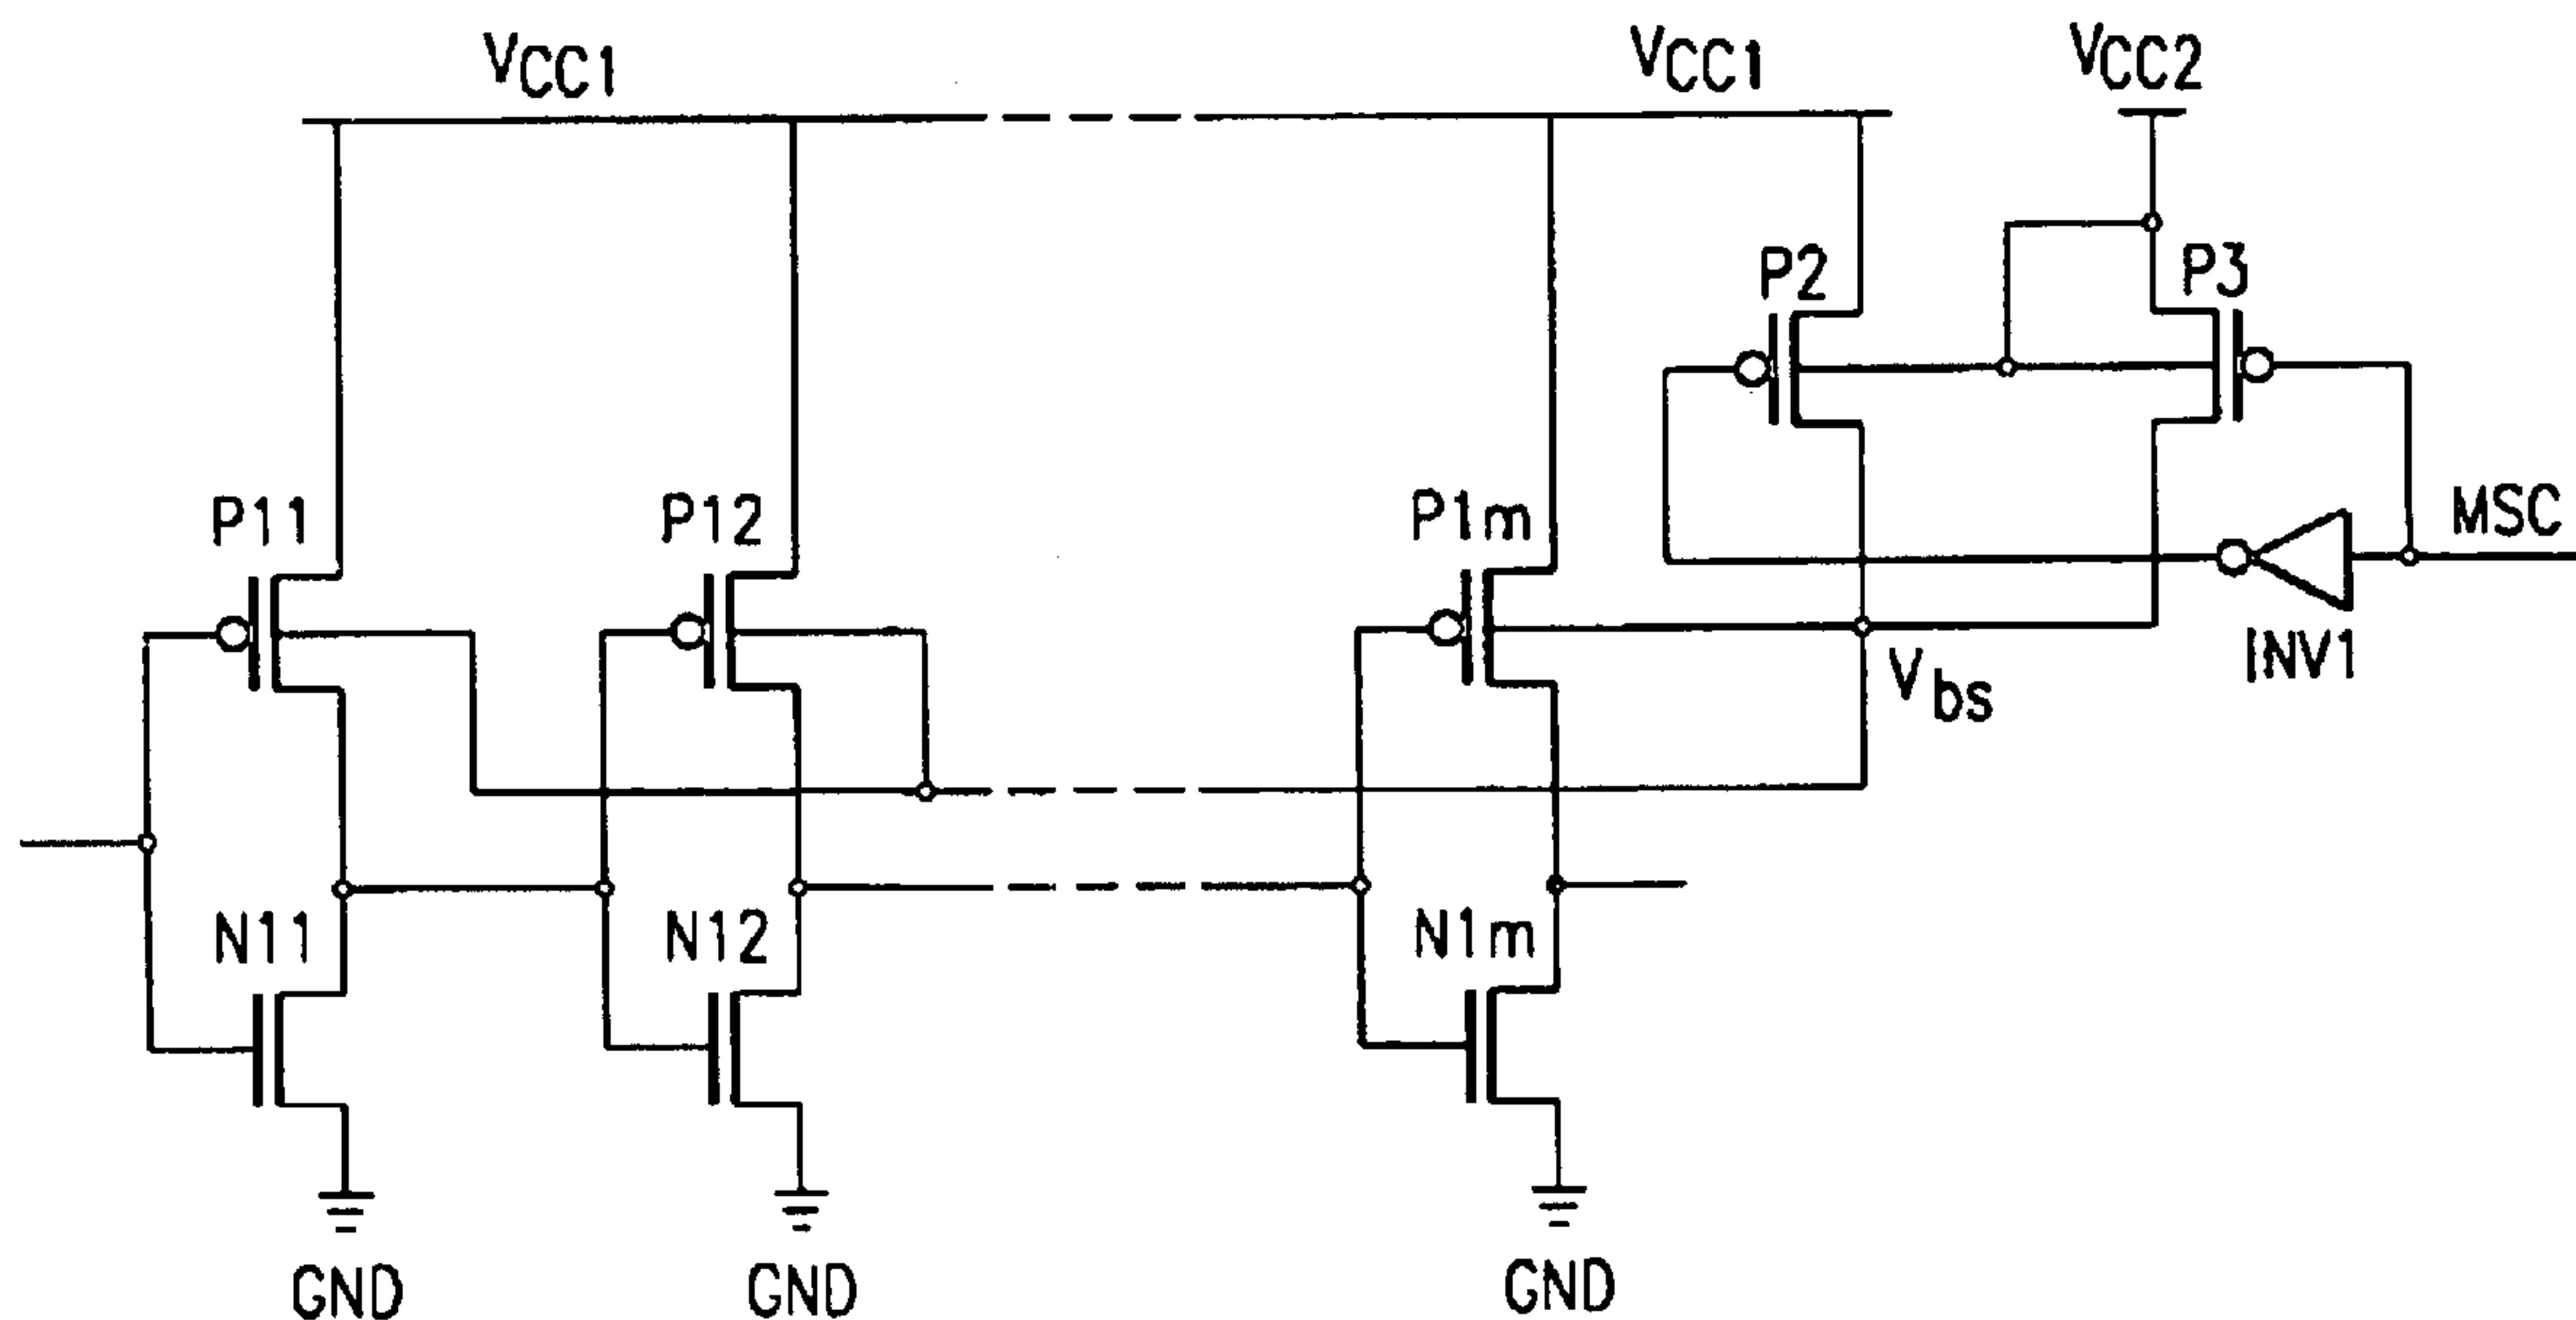 VCC1
VCC1
VCC2
P2
P3
P11
P12
P1m
MSC
INV1
Vbs
N11
N12
N1m
GND
GND
GND